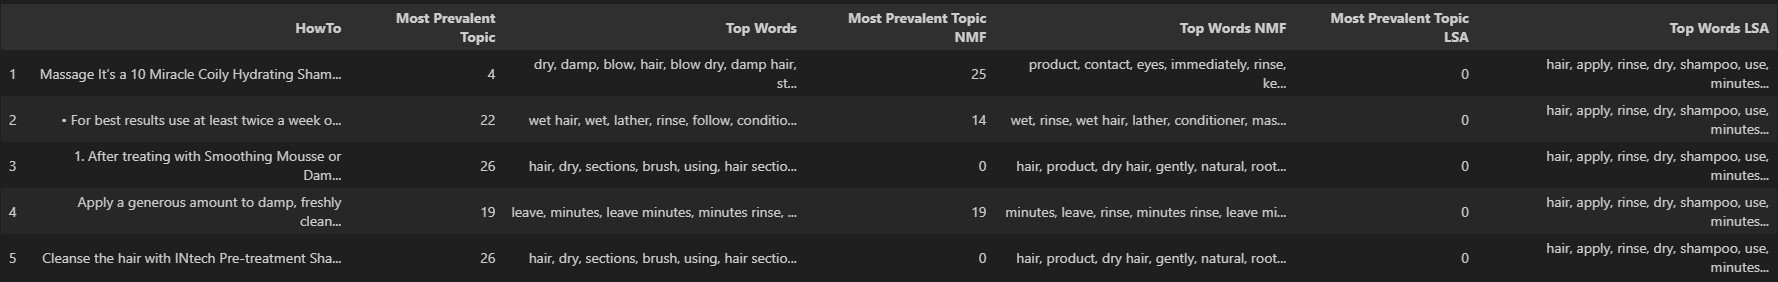 HowTo Most Prevalent Topic Top Words Most Prevalent Topic NMF Top Words NMF Most Prevalent Topic LSA Top Words LSA
1 Massage It's a 10 Miracle Coily Hydrating Sham... 4 dry, damp, blow, hair, blow dry, damp hair, st... 25 product, contact, eyes, immediately, rinse, ke... 0 hair, apply, rinse, dry, shampoo, use, minutes...
2 • For best results use at least twice a week o... 22 wet hair, wet, lather, rinse, follow, conditio... 14 wet, rinse, wet hair, lather, conditioner, mas... 0 hair, apply, rinse, dry, shampoo, use, minutes...
3 1. After treating with Smoothing Mousse or Dam... 26 hair, dry, sections, brush, using, hair sectio... 0 hair, product, dry hair, gently, natural, root... 0 hair, apply, rinse, dry, shampoo, use, minutes...
4 Apply a generous amount to damp, freshly clean... 19 leave, minutes, leave minutes, minutes rinse, ... 19 minutes, leave, rinse, minutes rinse, leave mi... 0 hair, apply, rinse, dry, shampoo, use, minutes...
5 Cleanse the hair with INtech Pre-treatment Sha... 26 hair, dry, sections, brush, using, hair sectio... 0 hair, product, dry hair, gently, natural, root... 0 hair, apply, rinse, dry, shampoo, use, minutes...